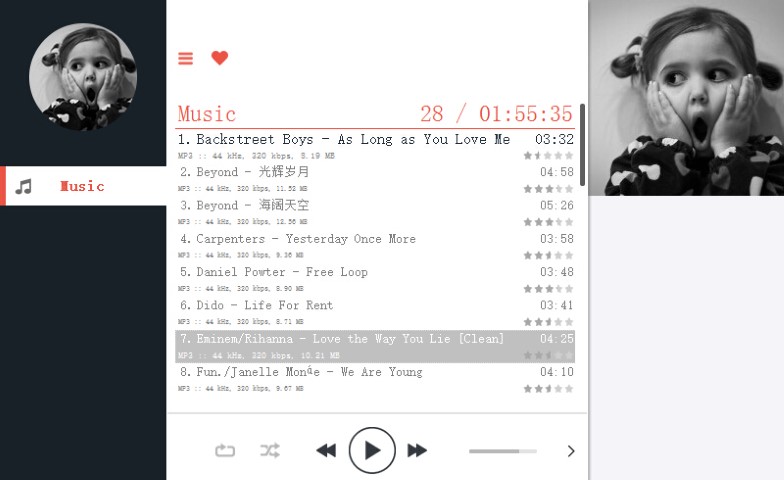 Music
Music 28 / 01:55:35
1. Backstreet Boys - As Long as You Love Me 03:32
MP3 :: 44 kHz, 320 kbps, 8.19 MB
2. Beyond - 光辉岁月 04:58
MP3 :: 44 kHz, 320 kbps, 11.52 MB
3. Beyond - 海阔天空 05:26
MP3 :: 44 kHz, 320 kbps, 12.56 MB
4. Carpenters - Yesterday Once More 03:58
MP3 :: 44 kHz, 320 kbps, 9.36 MB
5. Daniel Powter - Free Loop 03:48
MP3 :: 44 kHz, 320 kbps, 8.90 MB
6. Dido - Life For Rent 03:41
MP3 :: 44 kHz, 320 kbps, 8.71 MB
7. Eminem/Rihanna - Love the Way You Lie [Clean] 04:25
MP3 :: 44 kHz, 320 kbps, 10.21 MB
8. Fun./Janelle Monáe - We Are Young 04:10
MP3 :: 44 kHz, 320 kbps, 9.67 MB